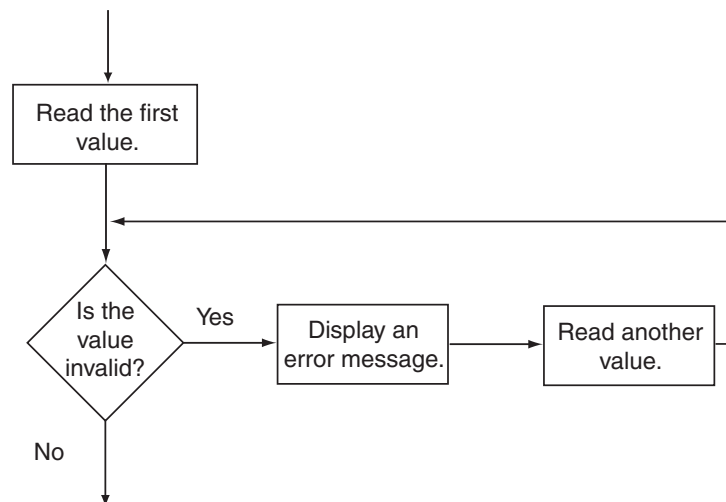 Read the first
value.
Is the
value
invalid?
Yes
Display an
error message.
Read another
value.
No